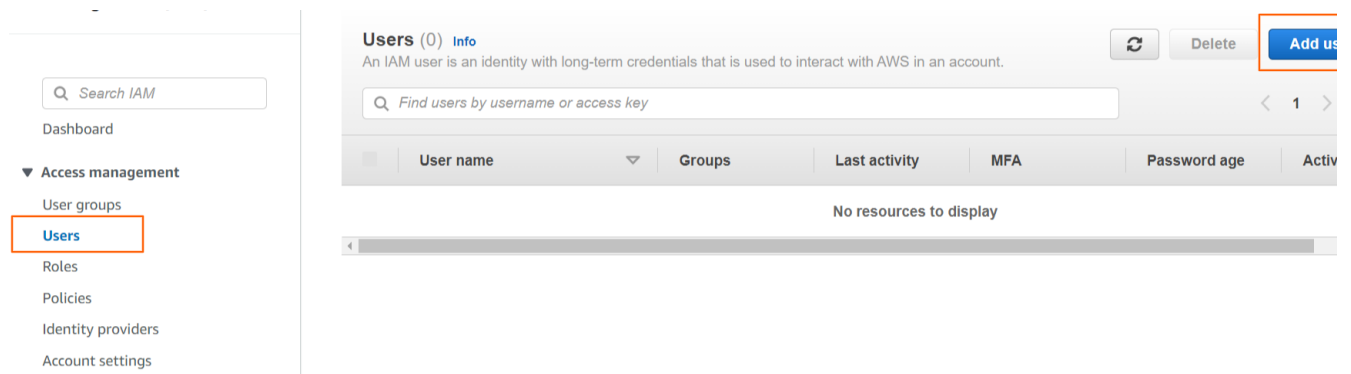 Search IAM
Dashboard
Access management
User groups
Users
Roles
Policies
Identity providers
Account settings
Users (0) Info
An IAM user is an identity with long-term credentials that is used to interact with AWS in an account.
Delete
Add us
Find users by username or access key
1
User name Groups Last activity MFA Password age Activ
No resources to display